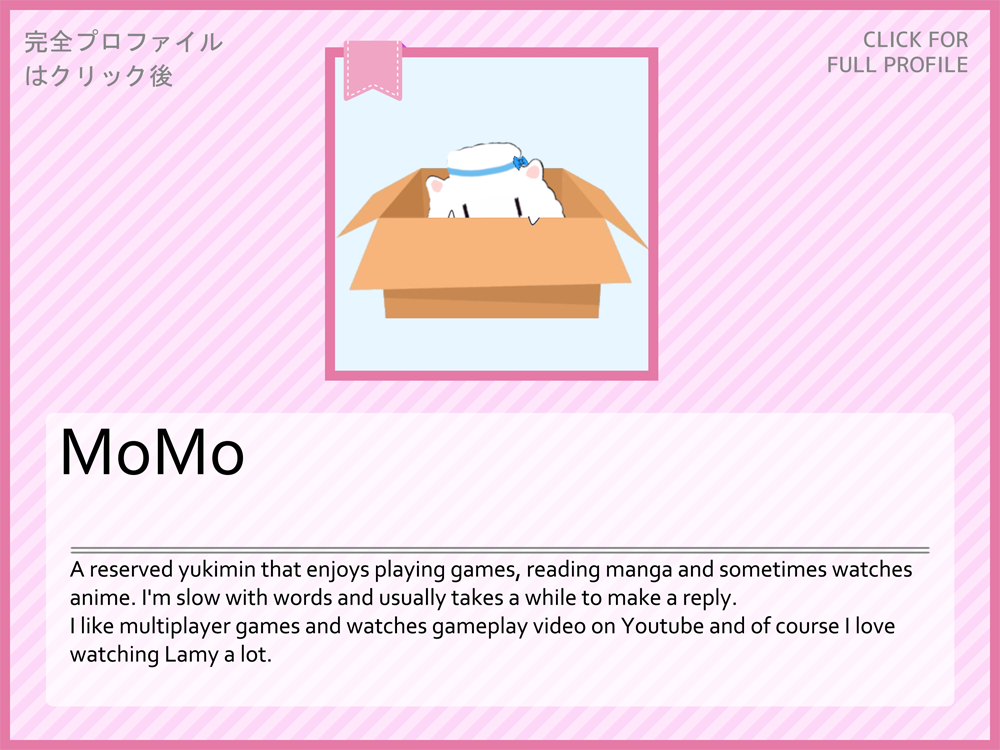 完全プロファイル
はクリック後
CLICK FOR
FULL PROFILE
MoMo
A reserved yukimin that enjoys playing games, reading manga and sometimes watches
anime. I'm slow with words and usually takes a while to make a reply.
I like multiplayer games and watches gameplay video on Youtube and of course I love
watching Lamy a lot.